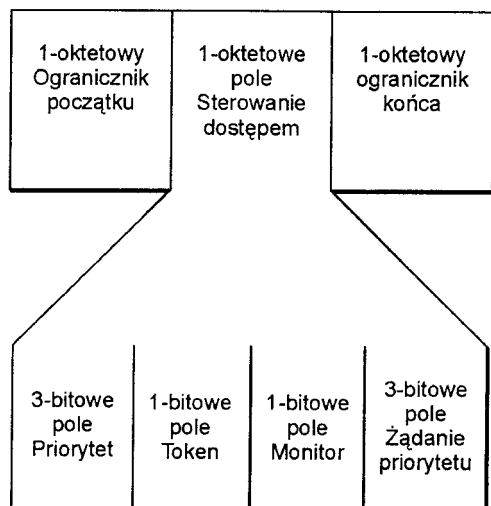 1-oktetowy
Ogranicznik
początku
1-oktetowe
pole
Sterowanie
dostępem
1-oktetowy
ogranicznik
końca
3-bitowe
pole
Priorytet
1-bitowe
pole
Token
1-bitowe
pole
Monitor
3-bitowe
pole
Żądanie
priorytetu